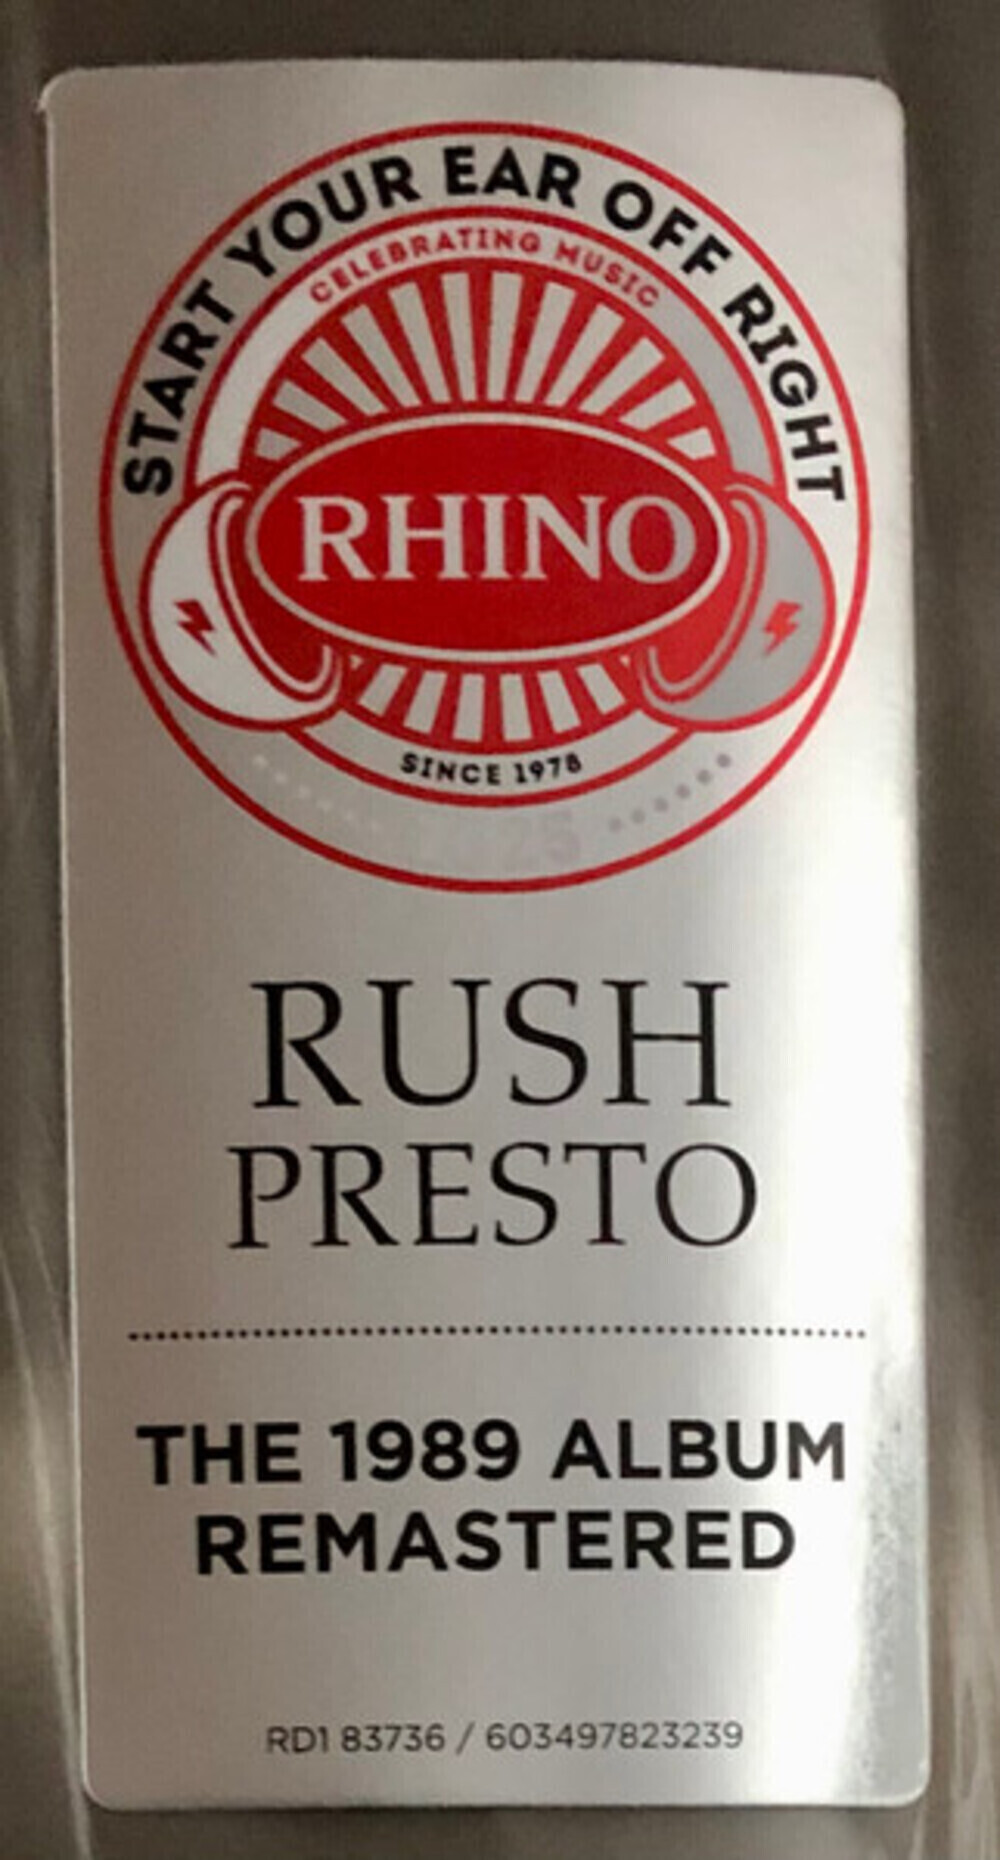 START YOUR EAR OFF RIGHT
CELEBRATING MUSIC
RHINO
SINCE 1978
2025
RUSH
PRESTO
THE 1989 ALBUM
REMASTERED
RD1 83736 / 603497823239